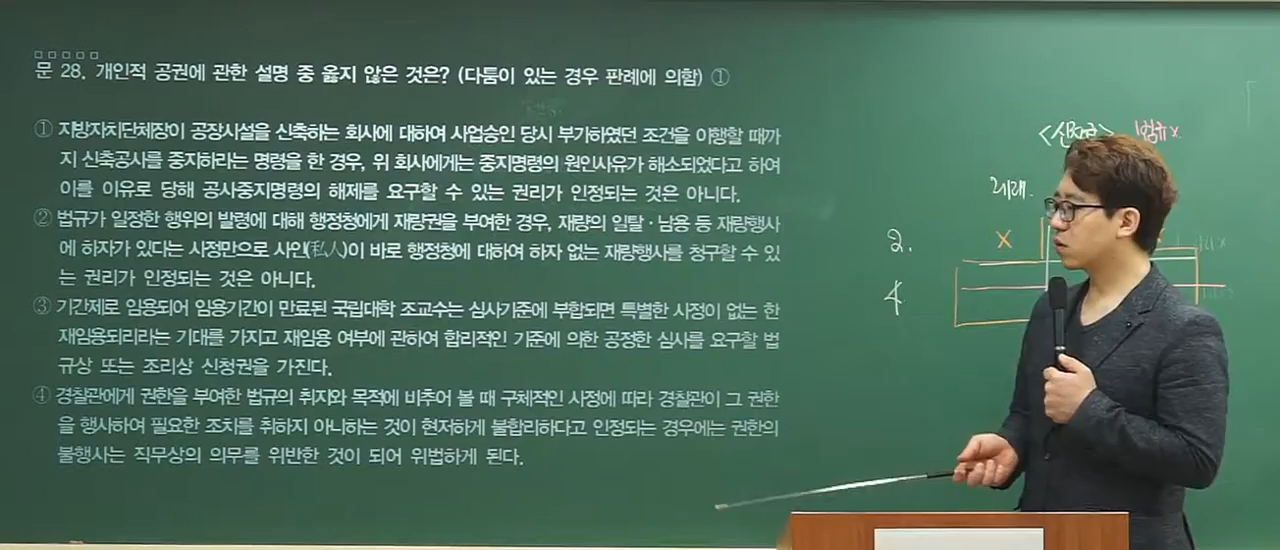 문 28. 개인적 공권에 관한 설명 중 옳지 않은 것은? (다툼이 있는 경우 판례에 의함) ①
① 지방자치단체장이 공장시설을 신축하는 회사에 대하여 사업승인 당시 부가하였던 조건을 이행할 때까
지 신축공사를 중지하라는 명령을 한 경우, 위 회사에게는 중지명령의 원인사유가 해소되었다고 하여
이를 이유로 당해 공사중지명령의 해제를 요구할 수 있는 권리가 인정되는 것은 아니다.
② 법규가 일정한 행위의 발령에 대해 행정청에게 재량권을 부여한 경우, 재량의 일탈·남용 등 재량행사
에 하자가 있다는 사정만으로 사인(私人)이 바로 행정청에 대하여 하자 없는 재량행사를 청구할 수 있
는 권리가 인정되는 것은 아니다.
③ 기간제로 임용되어 임용기간이 만료된 국립대학 조교수는 심사기준에 부합되면 특별한 사정이 없는 한
재임용되리라는 기대를 가지고 재임용 여부에 관하여 합리적인 기준에 의한 공정한 심사를 요구할 법
규상 또는 조리상 신청권을 가진다.
④ 경찰관에게 권한을 부여한 법규의 취지와 목적에 비추어 볼 때 구체적인 사정에 따라 경찰관이 그 권한
을 행사하여 필요한 조치를 취하지 아니하는 것이 현저하게 불합리하다고 인정되는 경우에는 권한의
불행사는 직무상의 의무를 위반한 것이 되어 위법하게 된다.
법규 x
2. x
4